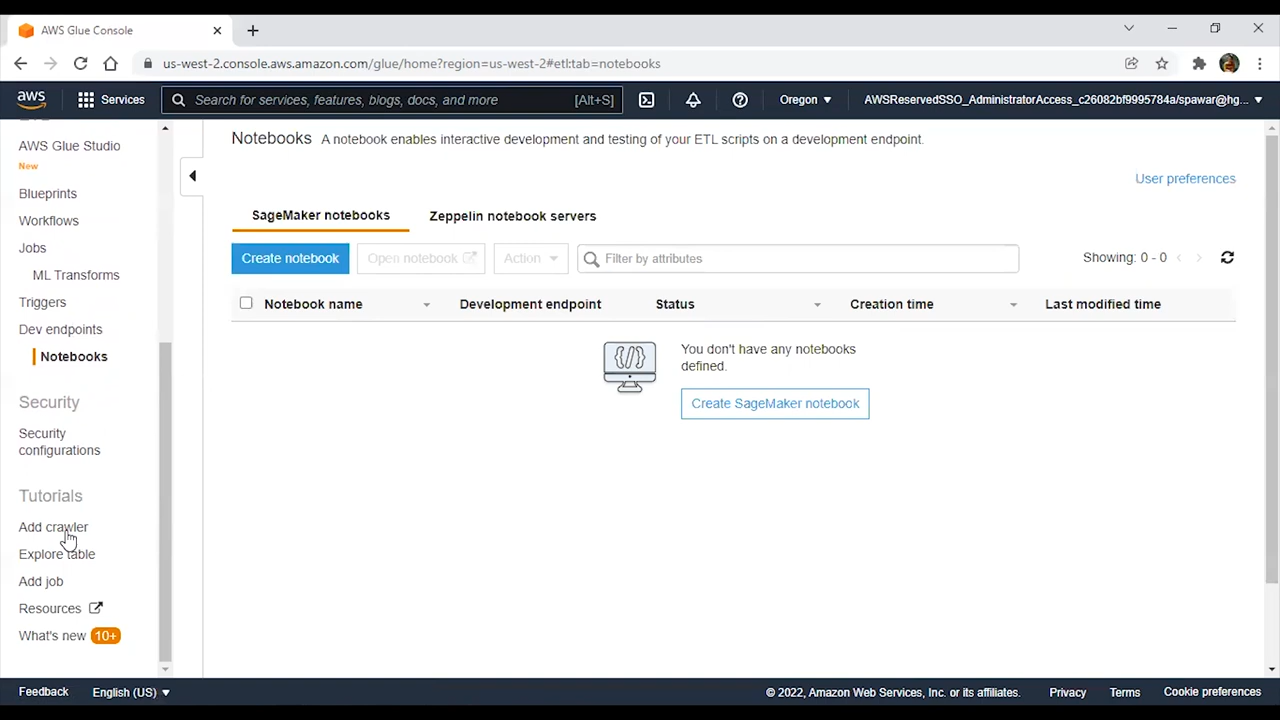 AWS Glue Console
us-west-2.console.aws.amazon.com/glue/home?region=us-west-2#etl:tab=notebooks
aws
Services
Search for services, features, blogs, docs, and more
[Alt+S]
Oregon
AWSReservedSSO_AdministratorAccess_c26082bf9995784a/spawar@hg...
AWS Glue Studio
New
Blueprints
Workflows
Jobs
ML Transforms
Triggers
Dev endpoints
Notebooks
Security
Security
configurations
Tutorials
Add crawler
Explore table
Add job
Resources
What's new 10+
Notebooks A notebook enables interactive development and testing of your ETL scripts on a development endpoint.
User preferences
SageMaker notebooks
Zeppelin notebook servers
Create notebook
Open notebook
Action
Filter by attributes
Showing: 0 - 0
Notebook name
Development endpoint
Status
Creation time
Last modified time
You don't have any notebooks
defined.
Create SageMaker notebook
Feedback
English (US)
© 2022, Amazon Web Services, Inc. or its affiliates.
Privacy
Terms
Cookie preferences